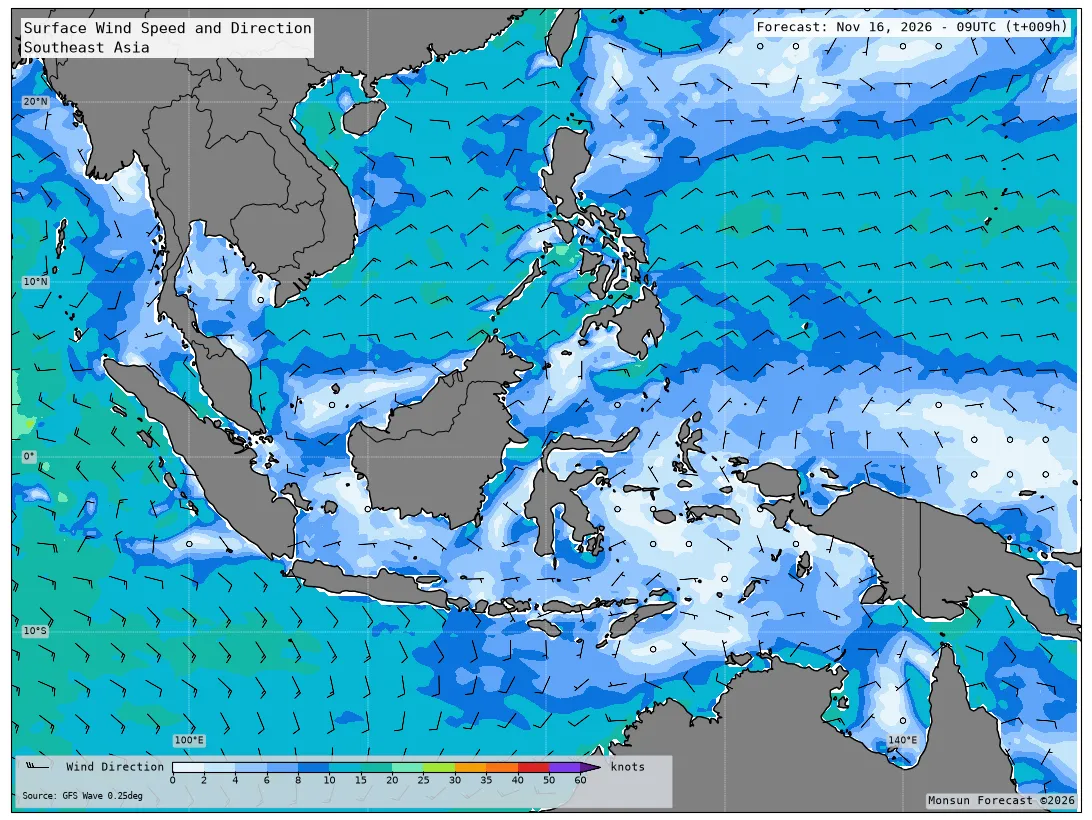 Surface Wind Speed and Direction
Southeast Asia
Forecast: Nov 16, 2026 - 09UTC (t+009h)
20°N
10°N
0°
10°S
100°E
140°E
Wind Direction
0 2 4 6 8 10 15 20 25 30 40 50 60
knots
Source: GFS Wave 0.25deg
Monsun Forecast ©2026